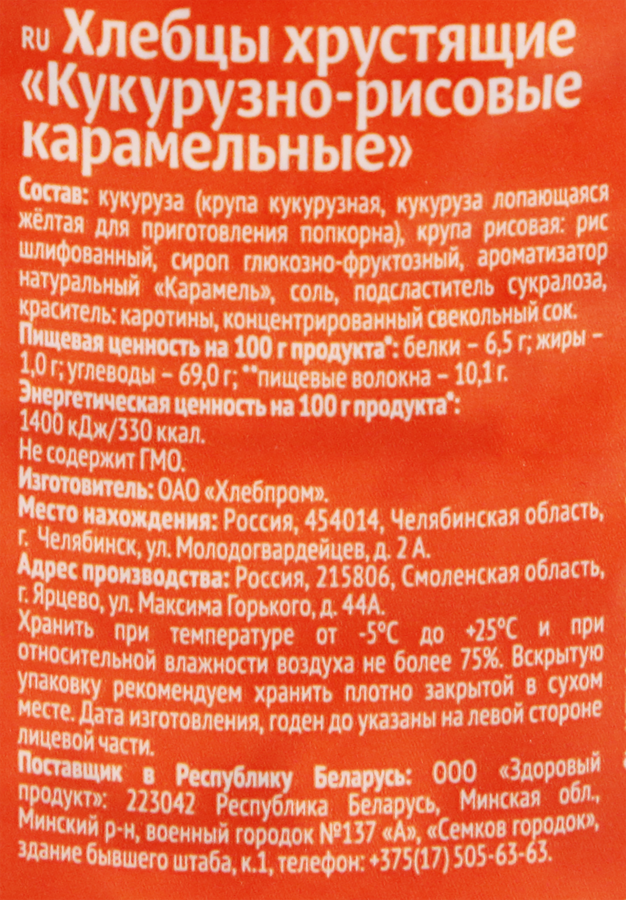 RU Хлебцы хрустящие
«Кукурузно-рисовые
карамельные»
Состав: кукуруза (крупа кукурузная, кукуруза лопающаяся
жёлтая для приготовления попкорна), крупа рисовая: рис
шлифованный, сироп глюкозно-фруктозный, ароматизатор
натуральный «Карамель», соль, подсластитель сукралоза,
краситель: каротины, концентрированный свекольный сок.
Пищевая ценность на 100 г продукта*: белки – 6,5 г; жиры –
1,0 г; углеводы – 69,0 г; **пищевые волокна – 10,1 г.
Энергетическая ценность на 100 г продукта*:
1400 кДж/330 ккал.
Не содержит ГМО.
Изготовитель: ОАО «Хлебпром».
Место нахождения: Россия, 454014, Челябинская область,
г. Челябинск, ул. Молодогвардейцев, д. 2 А.
Адрес производства: Россия, 215806, Смоленская область,
г. Ярцево, ул. Максима Горького, д. 44А.
Хранить при температуре от -5°С до +25°С и при
относительной влажности воздуха не более 75%. Вскрытую
упаковку рекомендуем хранить плотно закрытой в сухом
месте. Дата изготовления, годен до указаны на левой стороне
лицевой части.
Поставщик в Республику Беларусь: ООО «Здоровый
продукт»: 223042 Республика Беларусь, Минская обл.,
Минский р-н, военный городок №137 «А», «Семков городок»,
здание бывшего штаба, к.1, телефон: +375(17) 505-63-63.